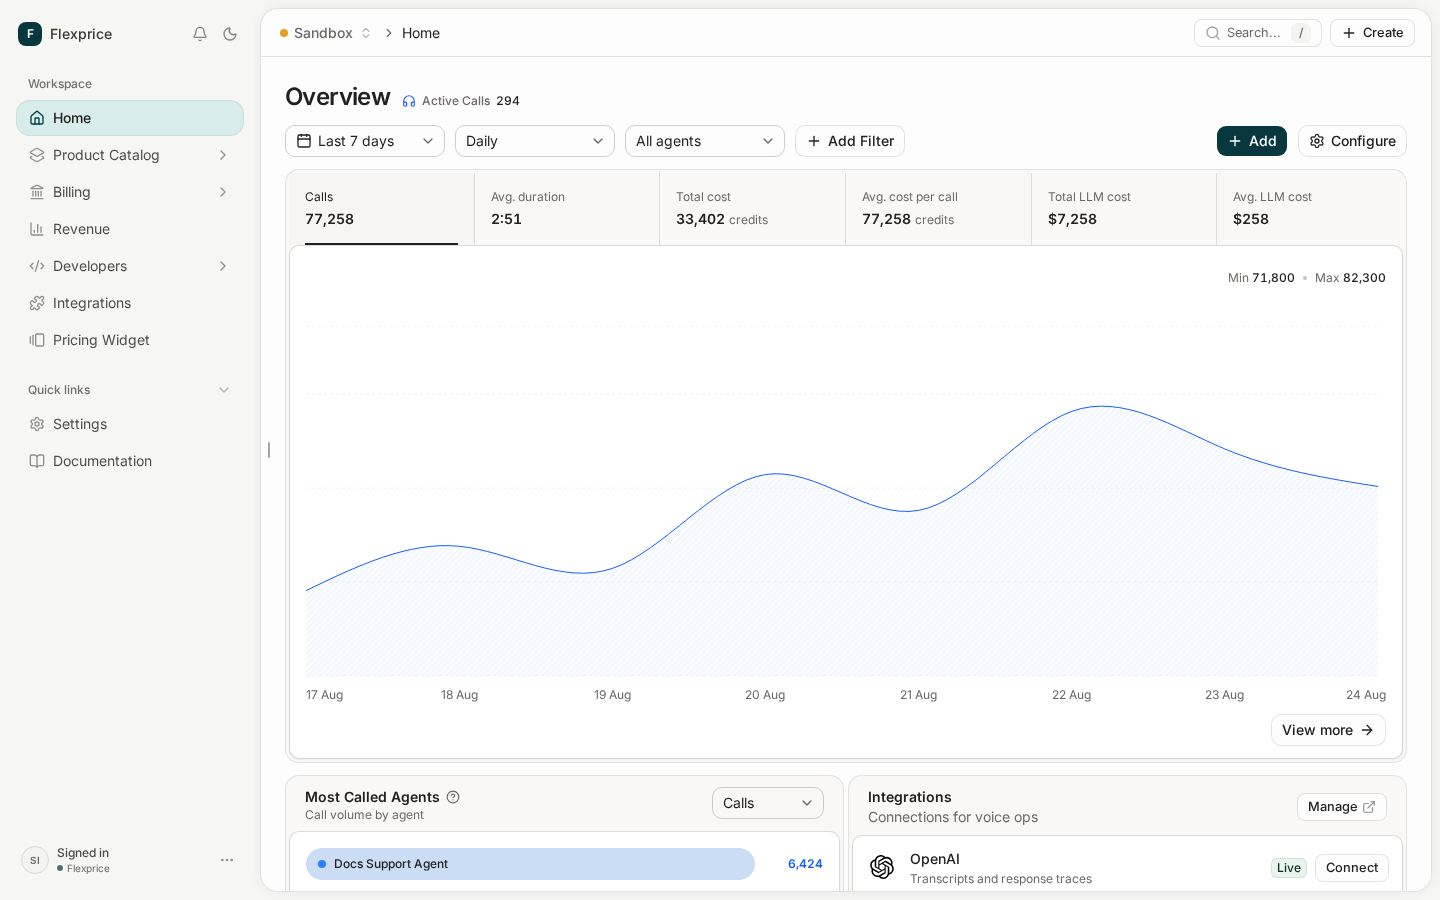 F Flexprice
Workspace
Home
Product Catalog
Billing
Revenue
Developers
Integrations
Pricing Widget
Quick links
Settings
Documentation
SI
Signed in
Flexprice
Sandbox
Home
Search...
/
Create
Overview
Active Calls 294
Last 7 days
Daily
All agents
Add Filter
Add
Configure
Calls
77,258
Avg. duration
2:51
Total cost
33,402 credits
Avg. cost per call
77,258 credits
Total LLM cost
$7,258
Avg. LLM cost
$258
Min 71,800 • Max 82,300
17 Aug
18 Aug
19 Aug
20 Aug
21 Aug
22 Aug
23 Aug
24 Aug
View more
Most Called Agents
Call volume by agent
Calls
Docs Support Agent
6,424
Integrations
Connections for voice ops
Manage
OpenAI
Transcripts and response traces
Live
Connect